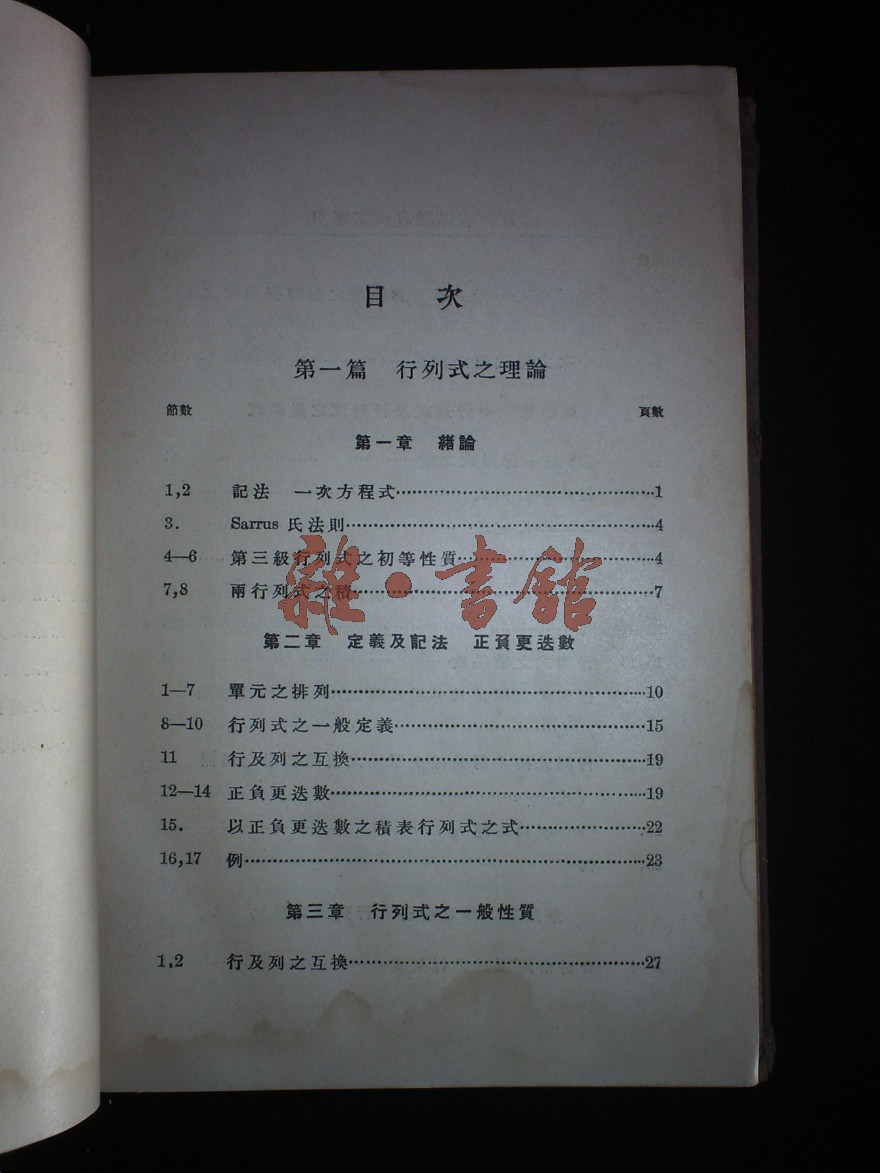 目　次
第一篇　行列式之理論
節數　頁數
第一章　緒論
1,2　記法　一次方程式…………1
3.　Sarrus 氏法則…………4
4—6　第三級行列式之初等性質…………4
7,8　兩行列式之積…………7
雜·書館
第二章　定義及記法　正負更迭數
1—7　單元之排列…………10
8—10　行列式之一般定義…………15
11　行及列之互換…………19
12—14　正負更迭數…………19
15.　以正負更迭數之積表行列式之式…………22
16,17　例…………23
第三章　行列式之一般性質
1,2　行及列之互換…………27